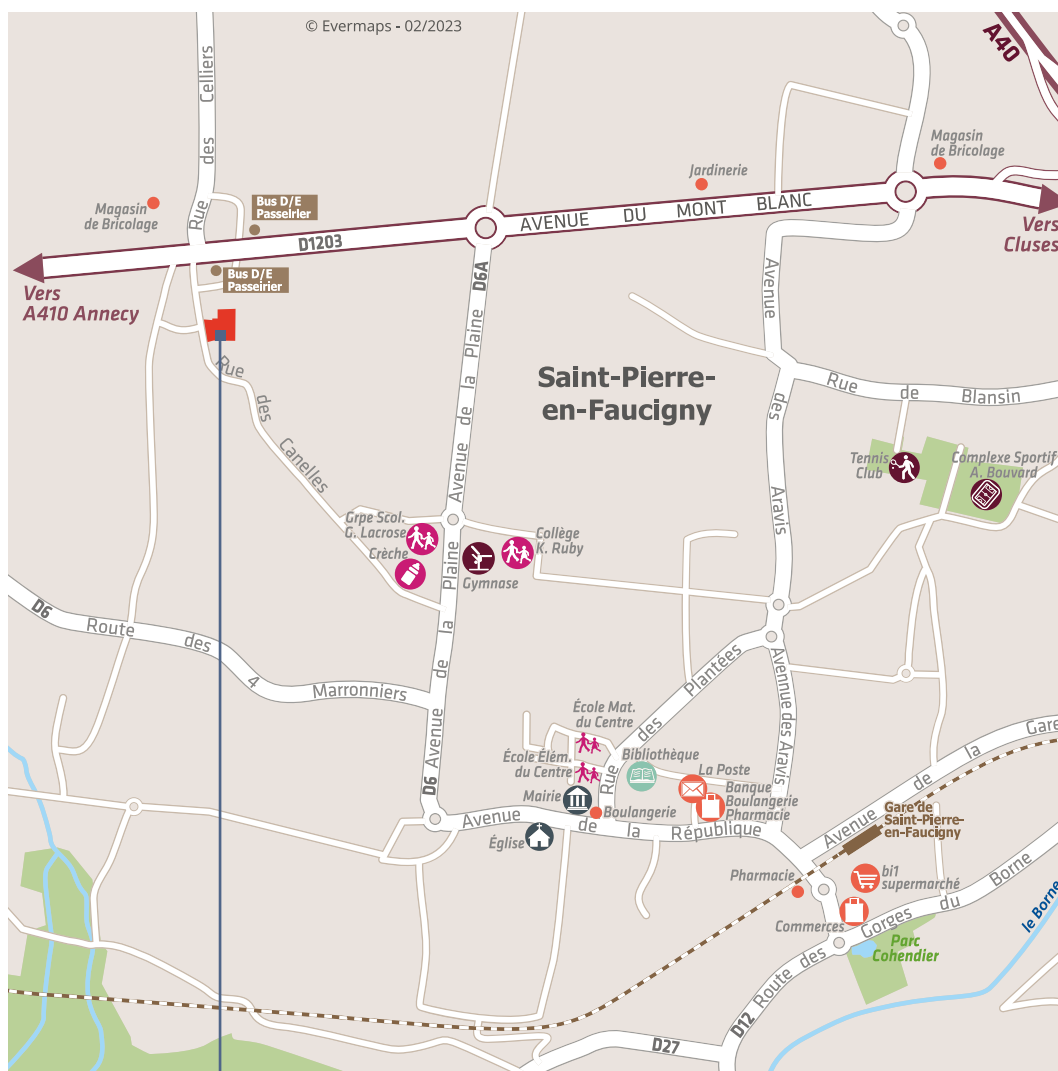 © Evermaps - 02/2023
A40
Rue des Celliers
Magasin
de Bricolage
Jardinerie
Magasin
de Bricolage
Bus D/E
Passeirier
AVENUE DU MONT BLANC
D1203
Vers
Cluses
Bus D/E
Passeirier
Vers
A410 Annecy
D6A
Avenue de la Plaine
Avenue des Aravis
Saint-Pierre-
en-Faucigny
Rue des Canelles
Rue de Blansin
Tennis
Club
Complexe Sportif
A. Bouvard
Grpe Scol.
G. Lacrose
Crèche
Collège
K. Ruby
Gymnase
D6
Route des 4 Marronniers
D6 Avenue de la Plaine
Rue des Plantées
Avennue des Aravis
École Mat.
du Centre
Bibliothèque
École Élém.
du Centre
La Poste
Banque
Boulangerie
Pharmacie
Mairie
Boulangerie
Avenue de la République
Église
Avenue de la Gare
Gare de
Saint-Pierre-
en-Faucigny
Pharmacie
bi1
supermarché
Commerces
Route des Gorges du Borne
le Borne
Parc
Cohendier
D12
D27